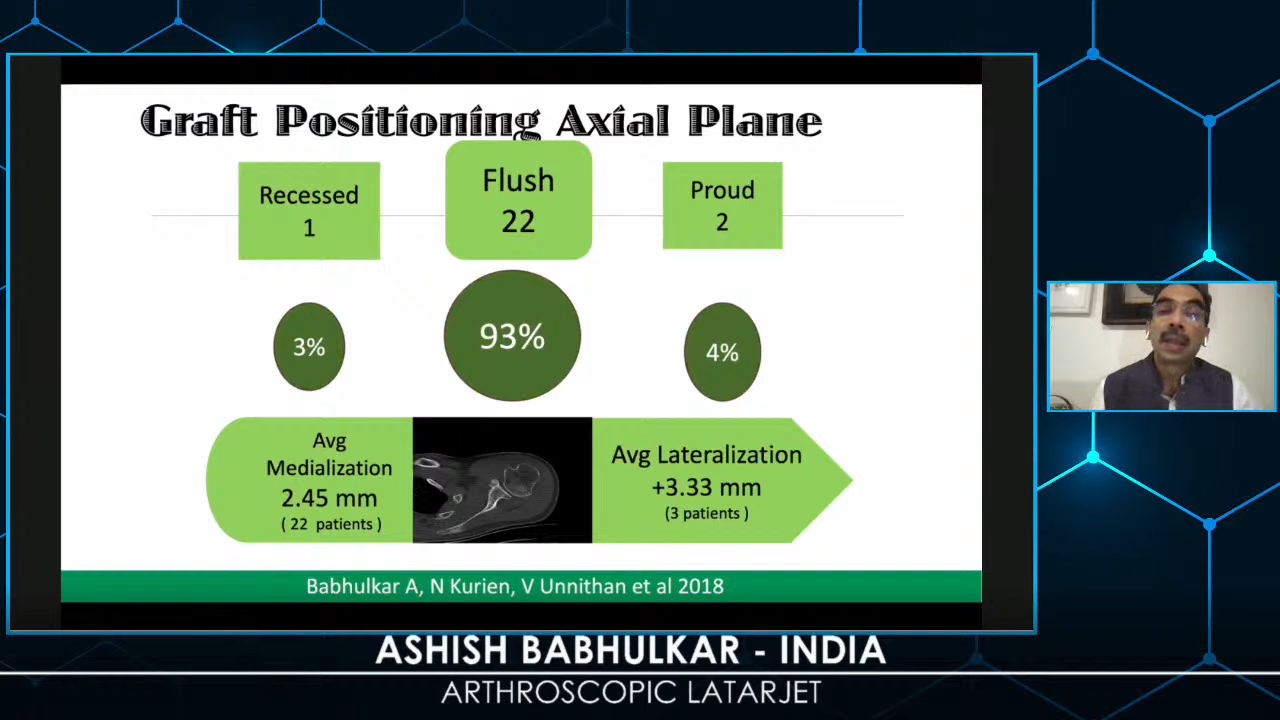 Graft Positioning Axial Plane
Recessed
1
Flush
22
Proud
2
3%
93%
4%
Avg
Medialization
2.45 mm
( 22 patients )
Avg Lateralization
+3.33 mm
(3 patients )
Babhulkar A, N Kurien, V Unnithan et al 2018
ASHISH BABHULKAR - INDIA
ARTHROSCOPIC LATARJET